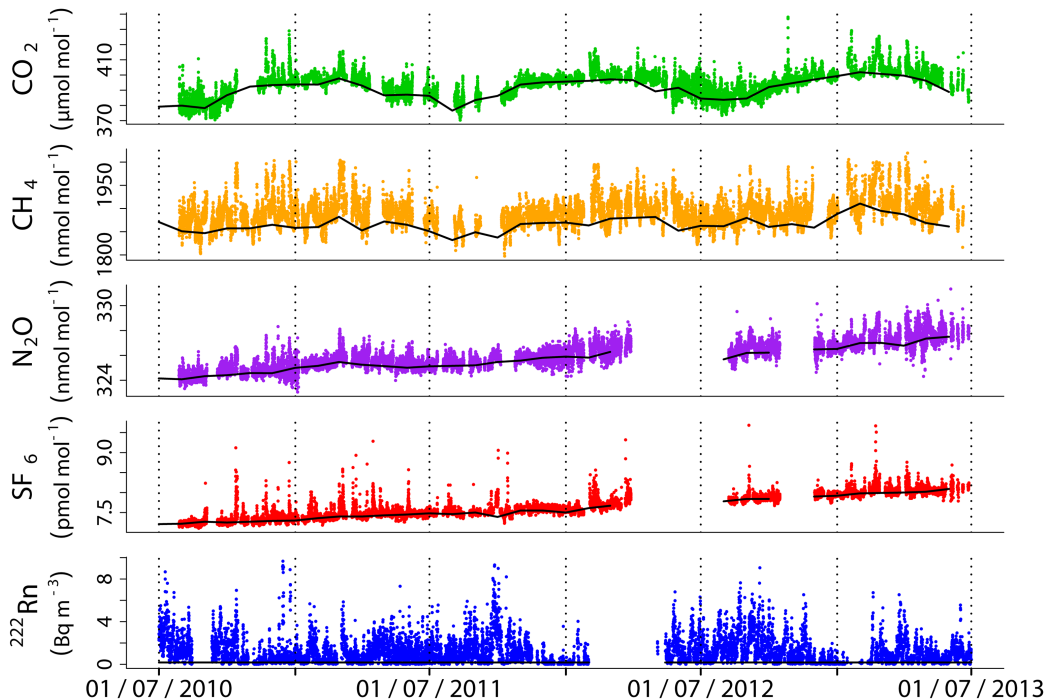 CO2
(µmol mol−1)
370
410
CH4
(nmol mol−1)
1800
1950
N2O
(nmol mol−1)
324
330
SF6
(pmol mol−1)
7.5
9.0
222Rn
(Bq m−3)
0
4
8
01 / 07 / 2010
01 / 07 / 2011
01 / 07 / 2012
01 / 07 / 2013